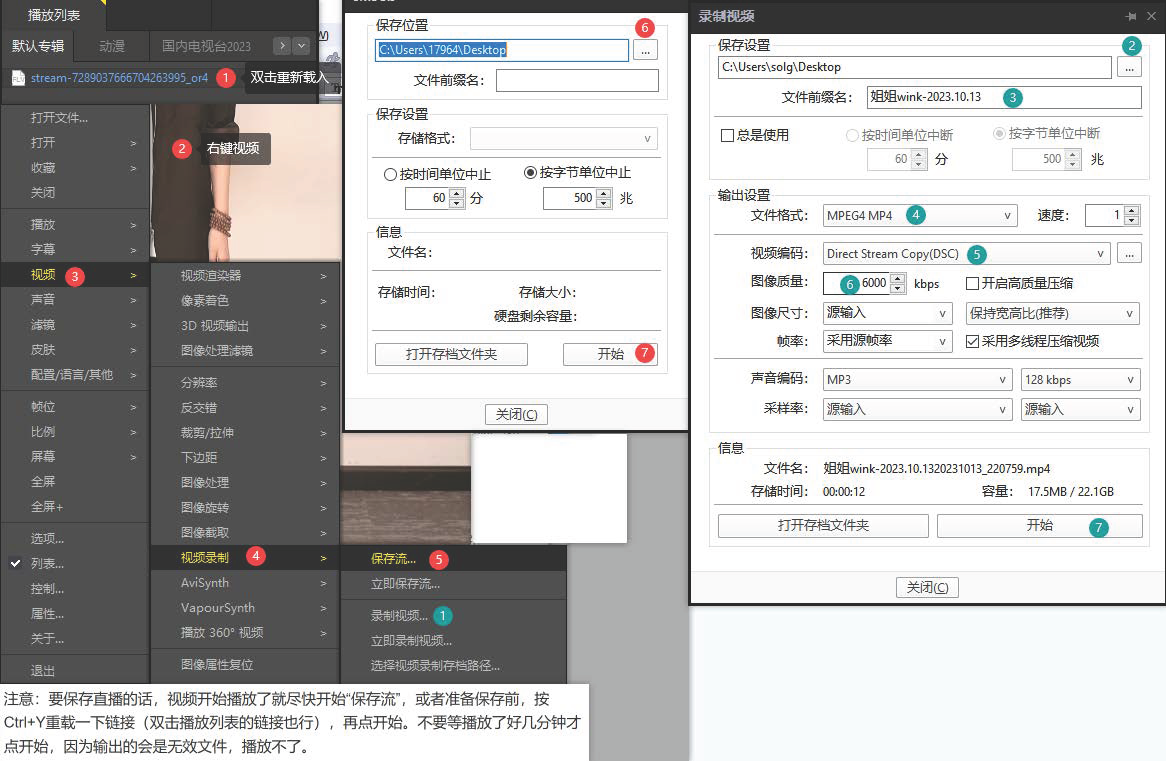 播放列表
默认专辑
动漫
国内电视台2023
stream-7289037666704263995_or4
1
双击重新载入
打开文件...
打开 >
收藏 >
关闭
播放 >
字幕 >
视频 3 >
声音 >
滤镜 >
皮肤 >
配置/语言/其他 >
帧位 >
比例 >
屏幕 >
全屏
全屏+
选项...
列表...
控制...
属性...
关于...
退出
2
右键视频
视频渲染器 >
像素着色 >
3D 视频输出 >
图像处理滤镜 >
分辨率 >
反交错 >
裁剪/拉伸 >
下边距 >
图像处理 >
图像旋转 >
图像截取 >
视频录制 4 >
AviSynth >
VapourSynth >
播放 360° 视频 >
图像属性复位
保存流... 5
立即保存流...
录制视频... 1
立即录制视频...
选择视频录制存档路径...
保存位置
6
C:\Users\17964\Desktop
...
文件前缀名：
保存设置
存储格式：
按时间单位中止
按字节单位中止
60 分
500 兆
信息
文件名：
存储时间：
存储大小：
硬盘剩余容量：
打开存档文件夹
开始 7
关闭(C)
录制视频
保存设置
2
C:\Users\solg\Desktop
...
文件前缀名：
姐姐wink-2023.10.13 3
总是使用
按时间单位中断
按字节单位中断
60 分
500 兆
输出设置
文件格式： MPEG4 MP4 4
速度： 1
视频编码： Direct Stream Copy(DSC) 5
...
图像质量： 6 6000 kbps
开启高质量压缩
图像尺寸： 源输入
保持宽高比(推荐)
帧率： 采用源帧率
采用多线程压缩视频
声音编码： MP3
128 kbps
采样率： 源输入
源输入
信息
文件名： 姐姐wink-2023.10.1320231013_220759.mp4
存储时间： 00:00:12
容量： 17.5MB / 22.1GB
打开存档文件夹
开始 7
关闭(C)
注意：要保存直播的话，视频开始播放了就尽快开始“保存流”，或者准备保存前，按
Ctrl+Y重载一下链接（双击播放列表的链接也行），再点开始。不要等播放了好几分钟才
点开始，因为输出的会是无效文件，播放不了。